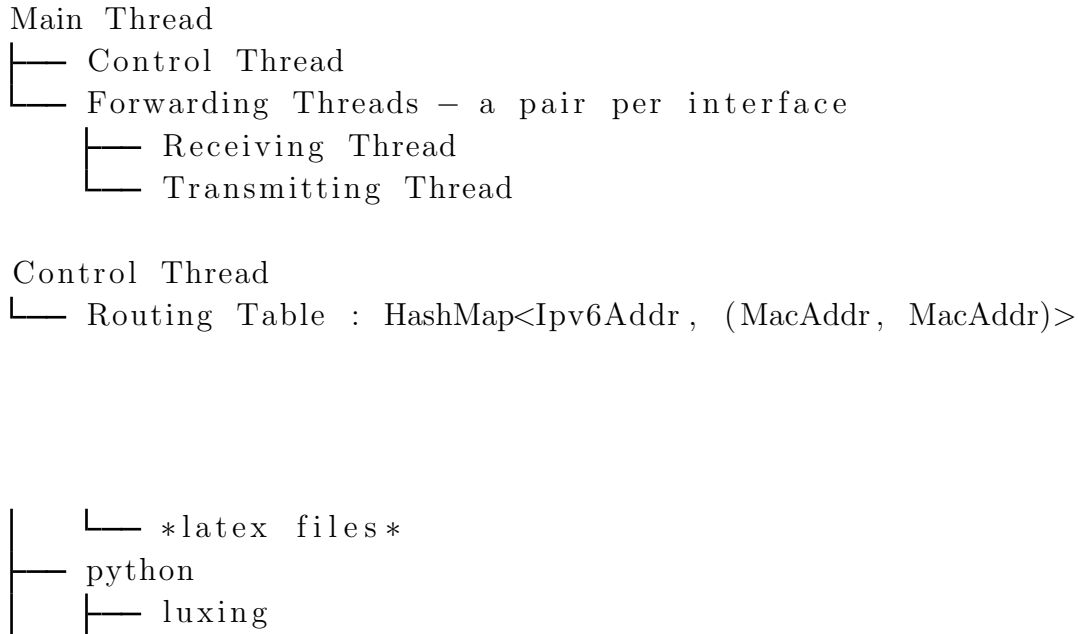 Main Thread
├── Control Thread
└── Forwarding Threads − a pair per interface
    ├── Receiving Thread
    └── Transmitting Thread
Control Thread
└── Routing Table : HashMap<Ipv6Addr, (MacAddr, MacAddr)>
│   └── *latex files*
├── python
│   ├── luxing